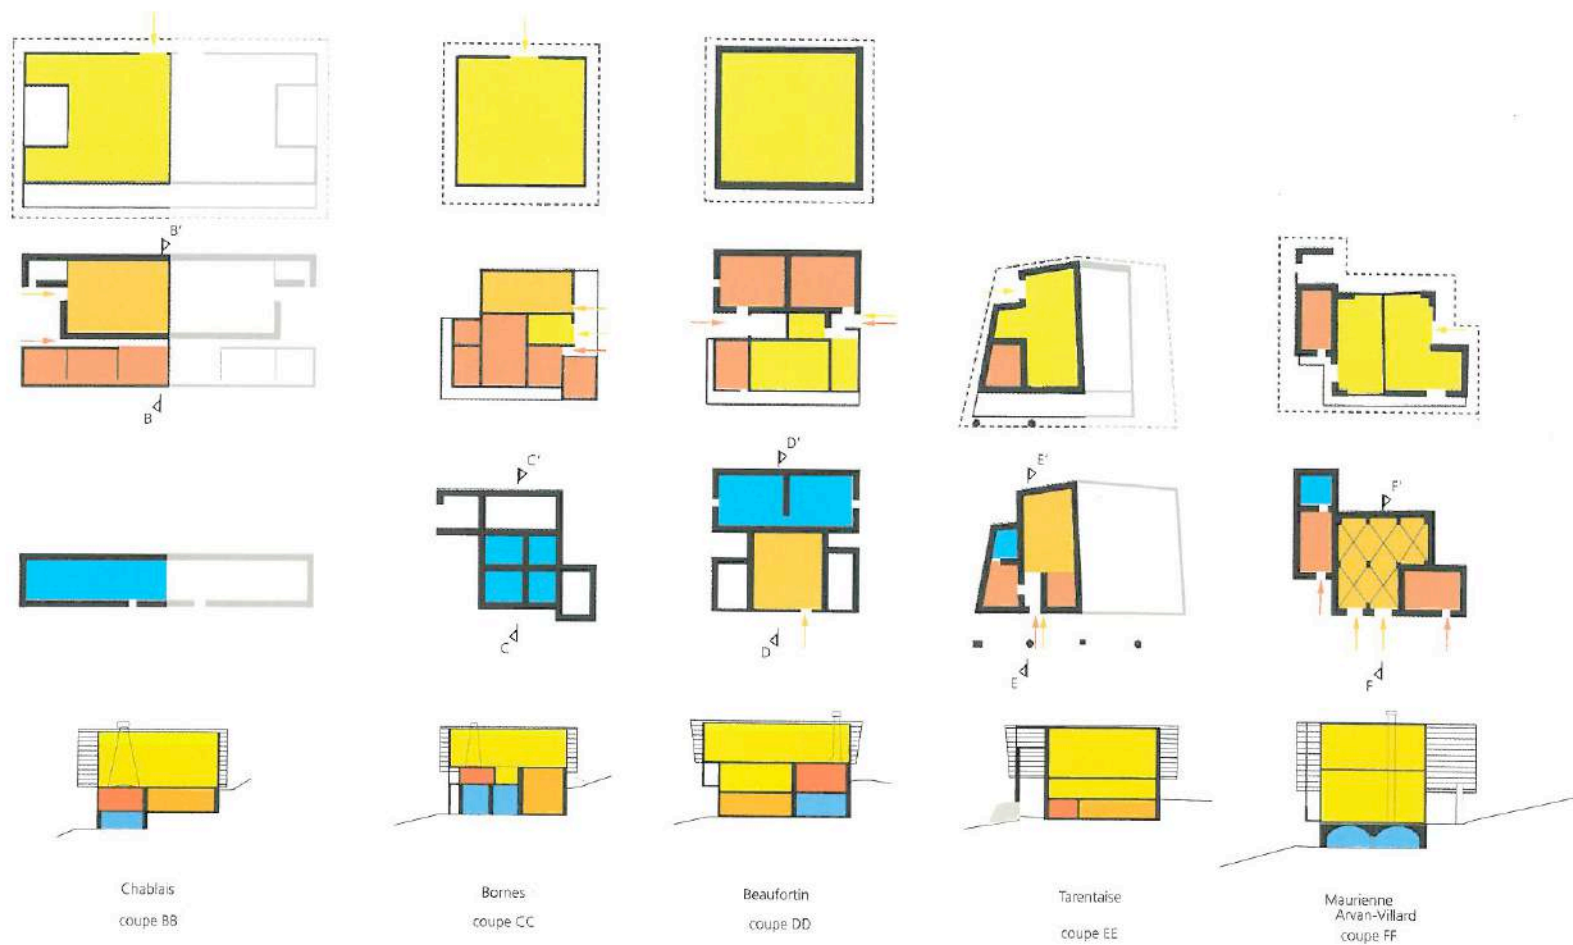 B'
B
C'
D'
E'
F'
C
D
E
F
Chablais
coupe BB
Bornes
coupe CC
Beaufortin
coupe DD
Tarentaise
coupe EE
Maurienne
Arvan-Villard
coupe FF